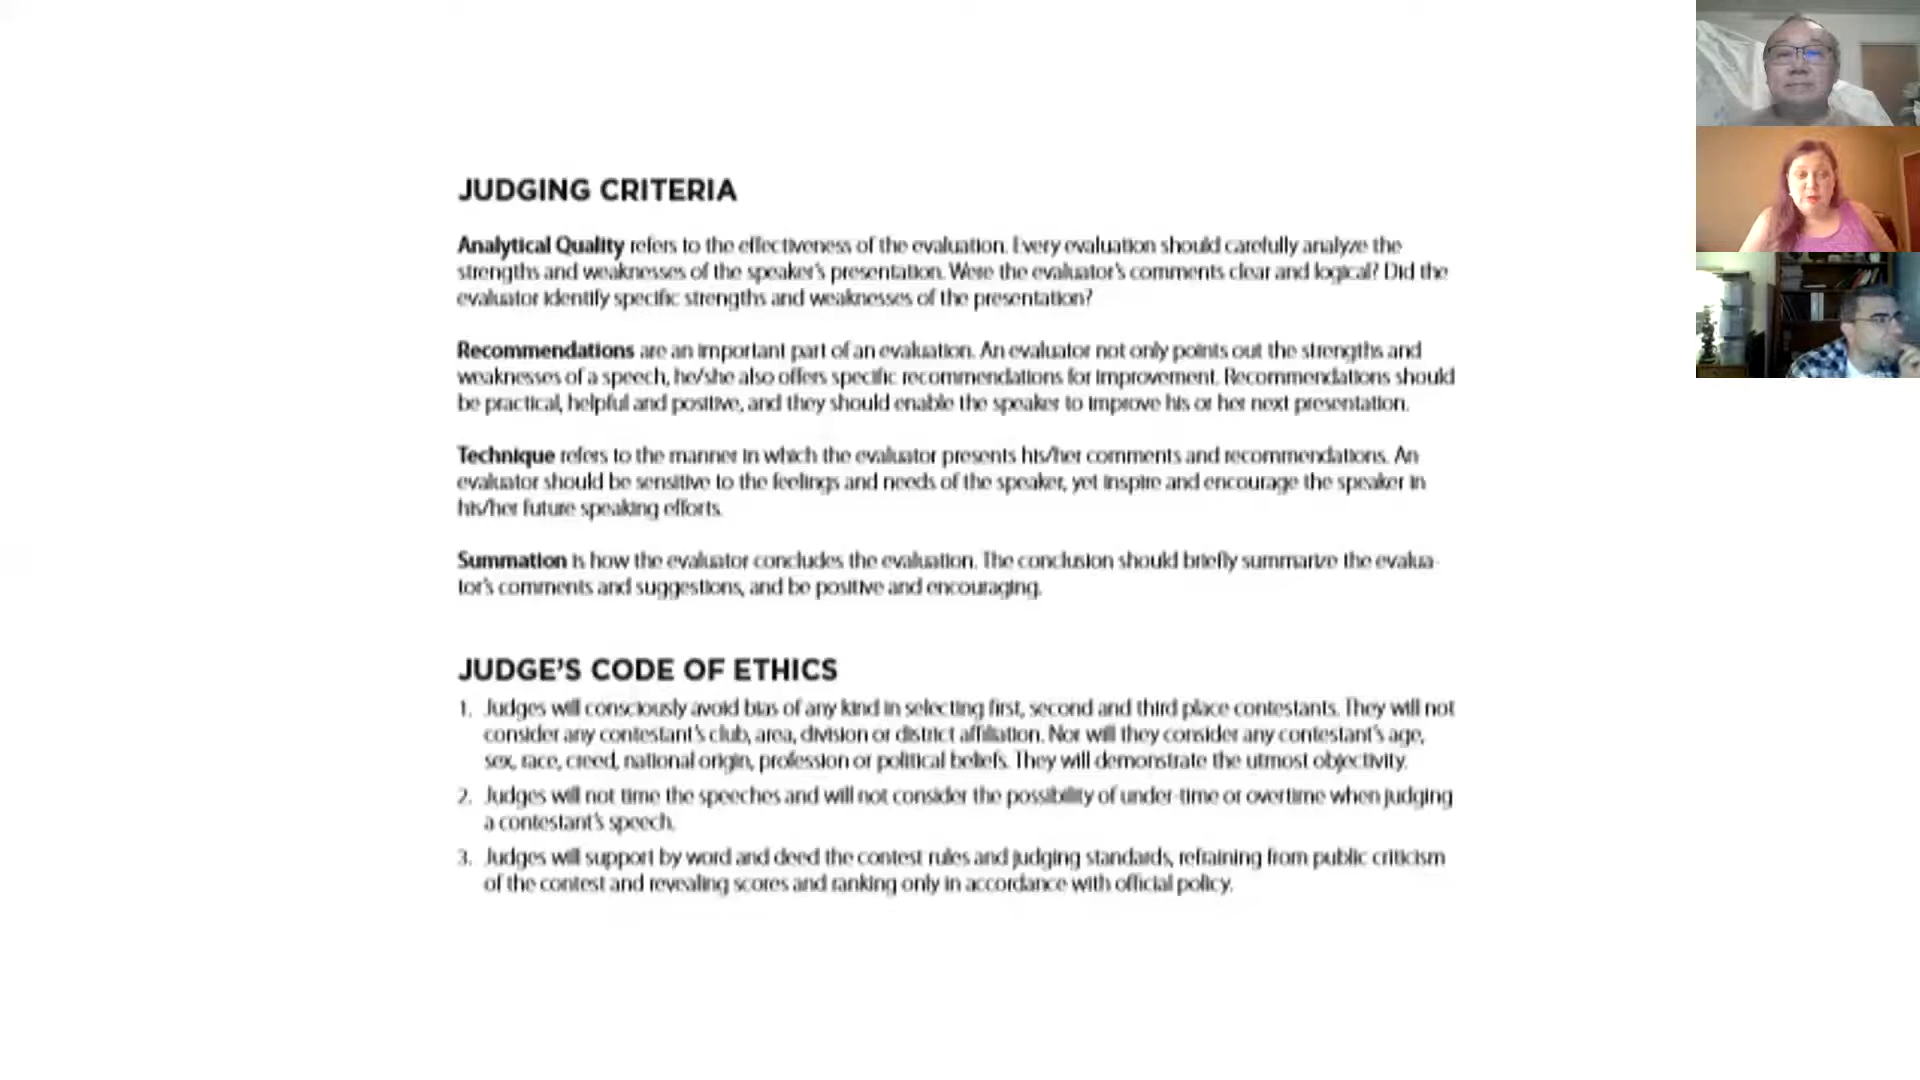 JUDGING CRITERIA
Analytical Quality refers to the effectiveness of the evaluation. Every evaluation should carefully analyze the
strengths and weaknesses of the speaker's presentation. Were the evaluator's comments clear and logical? Did the
evaluator identify specific strengths and weaknesses of the presentation?
Recommendations are an important part of an evaluation. An evaluator not only points out the strengths and
weaknesses of a speech, he/she also offers specific recommendations for improvement. Recommendations should
be practical, helpful and positive, and they should enable the speaker to improve his or her next presentation.
Technique refers to the manner in which the evaluator presents his/her comments and recommendations. An
evaluator should be sensitive to the feelings and needs of the speaker, yet inspire and encourage the speaker in
his/her future speaking efforts.
Summation is how the evaluator concludes the evaluation. The conclusion should briefly summarize the evalua-
tor's comments and suggestions, and be positive and encouraging.
JUDGE'S CODE OF ETHICS
1. Judges will consciously avoid bias of any kind in selecting first, second and third place contestants. They will not
consider any contestant's club, area, division or district affiliation. Nor will they consider any contestant's age,
sex, race, creed, national origin, profession or political beliefs. They will demonstrate the utmost objectivity.
2. Judges will not time the speeches and will not consider the possibility of under-time or overtime when judging
a contestant's speech.
3. Judges will support by word and deed the contest rules and judging standards, refraining from public criticism
of the contest and revealing scores and ranking only in accordance with official policy.